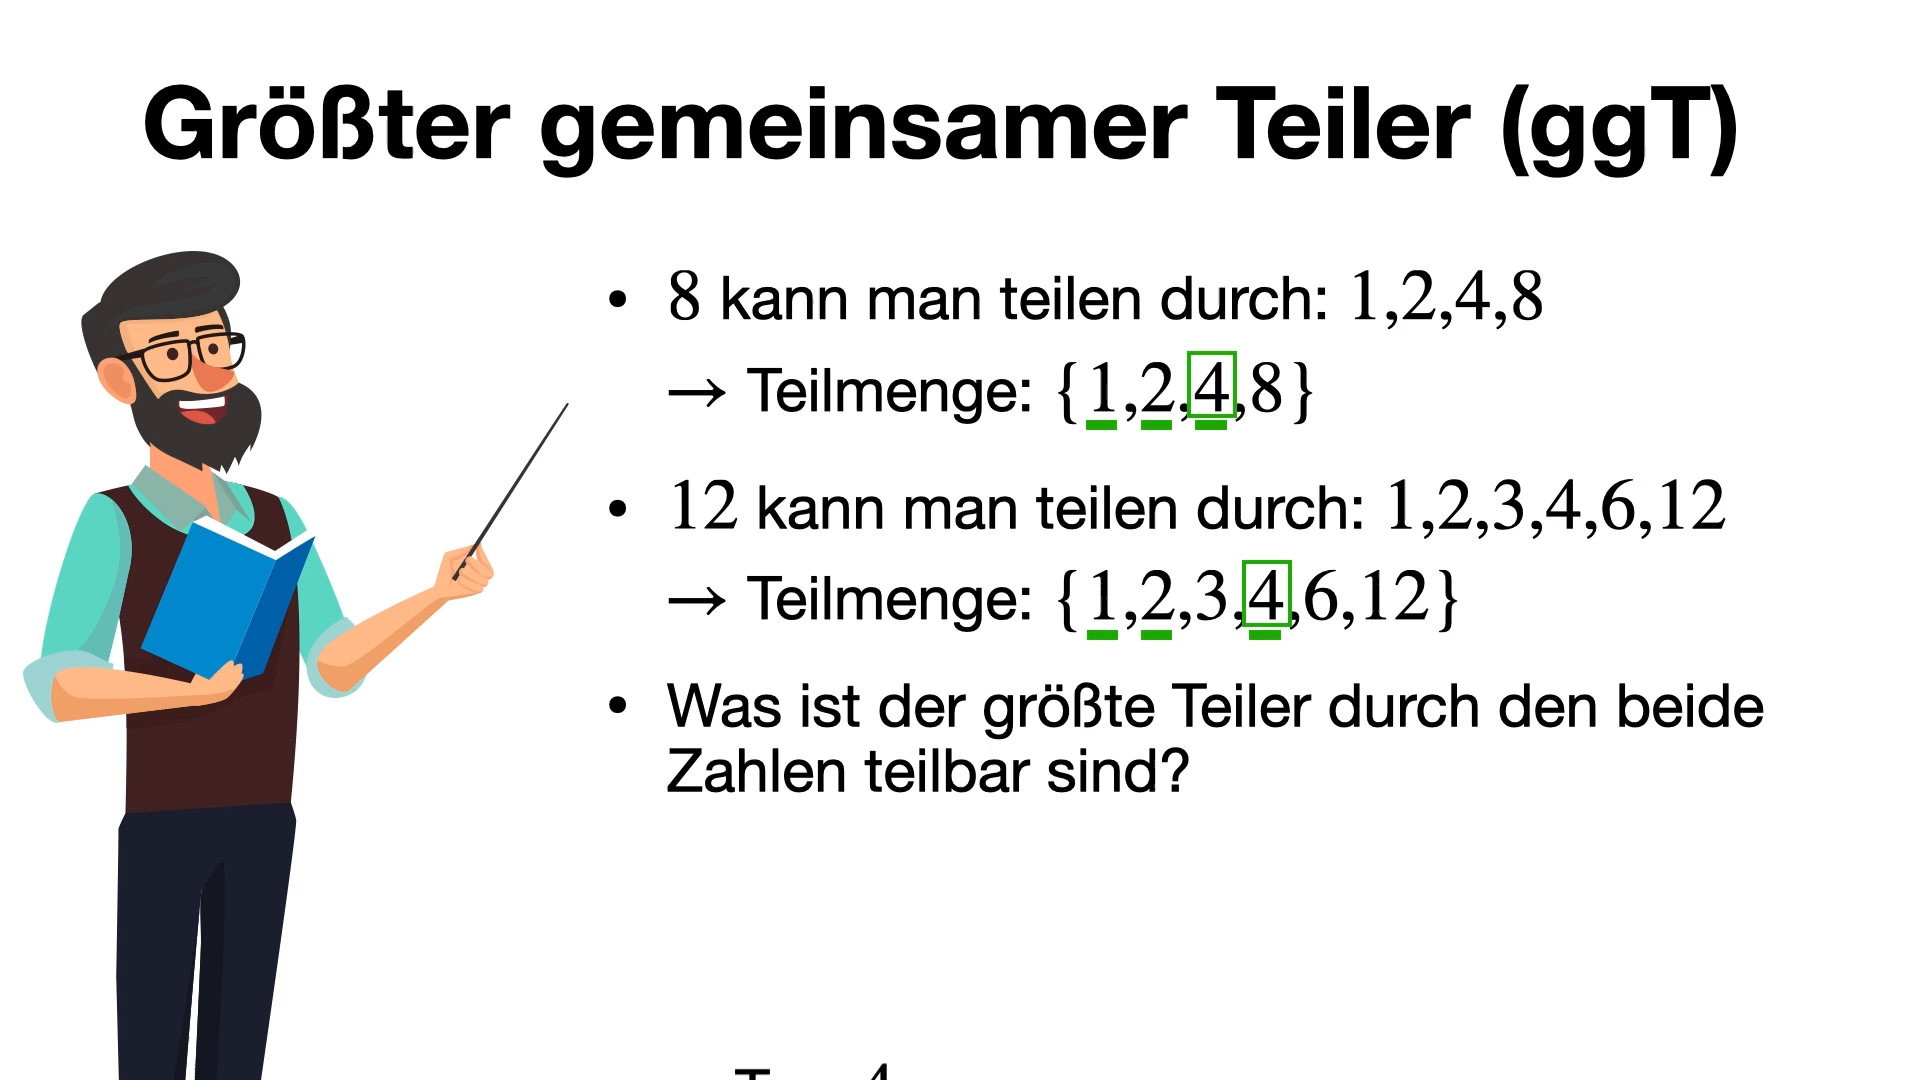 Größter gemeinsamer Teiler (ggT)
• 8 kann man teilen durch: 1,2,4,8
→ Teilmenge: {1,2,4,8}
• 12 kann man teilen durch: 1,2,3,4,6,12
→ Teilmenge: {1,2,3,4,6,12}
• Was ist der größte Teiler durch den beide
Zahlen teilbar sind?